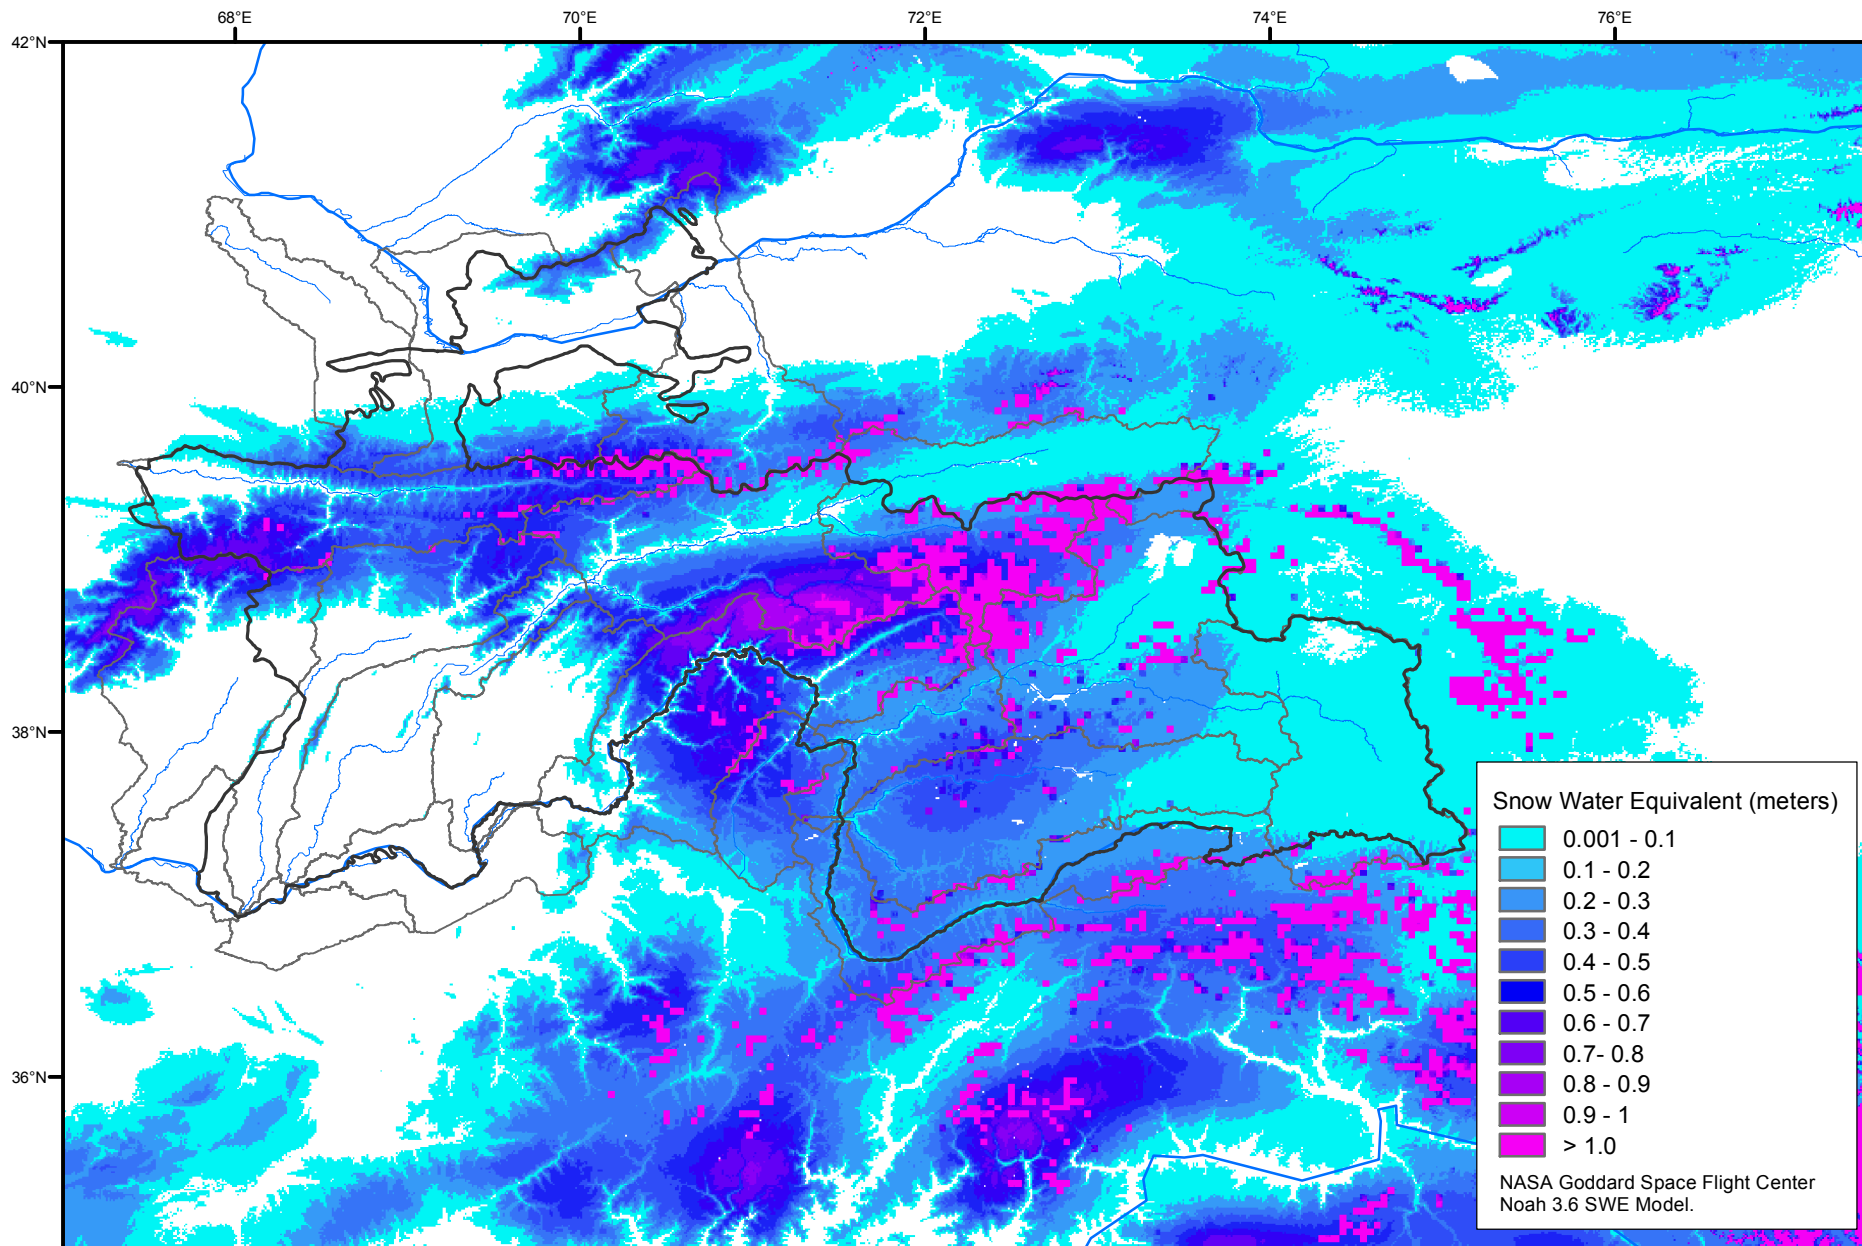 68°E 70°E 72°E 74°E 76°E
42°N
40°N
38°N
36°N
Snow Water Equivalent (meters)
0.001 - 0.1
0.1 - 0.2
0.2 - 0.3
0.3 - 0.4
0.4 - 0.5
0.5 - 0.6
0.6 - 0.7
0.7- 0.8
0.8 - 0.9
0.9 - 1
> 1.0
NASA Goddard Space Flight Center
Noah 3.6 SWE Model.